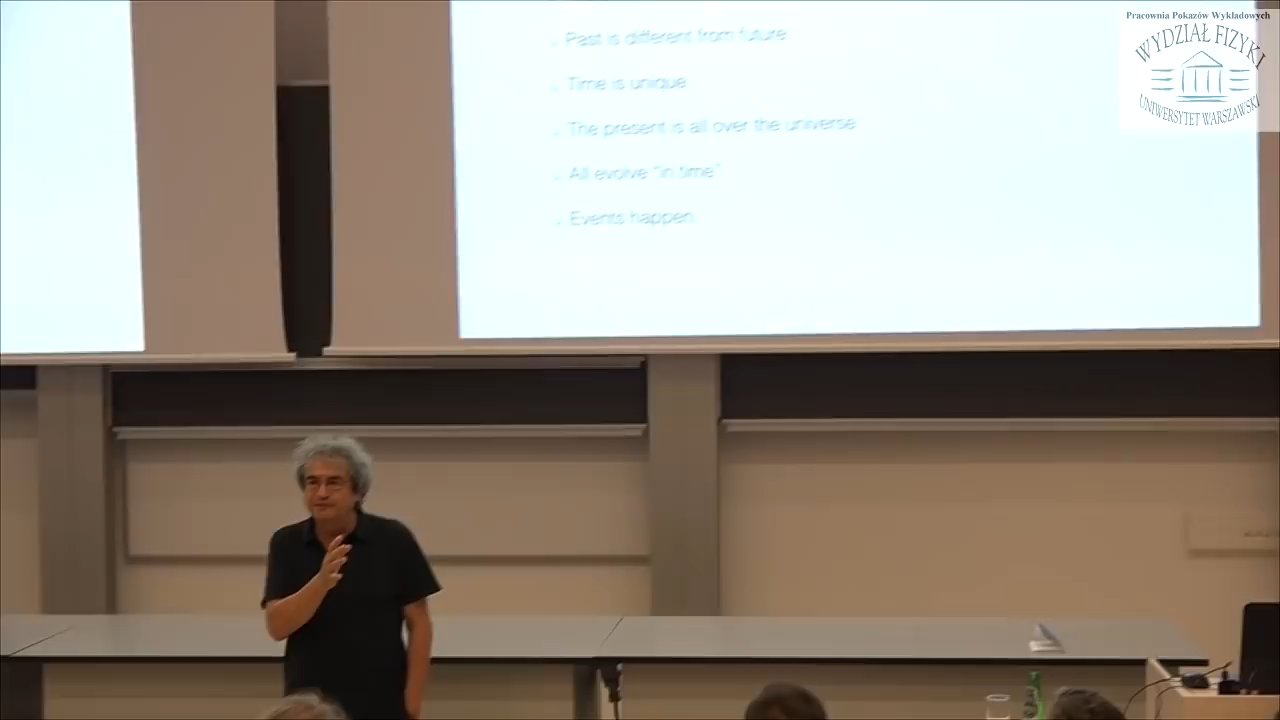 Pracownia Pokazów Wykładowych
WYDZIAŁ FIZYKI
UNIWERSYTET WARSZAWSKI
Past is different from future
Time is unique
The present is all over the universe
All evolve "in time"
Events happen